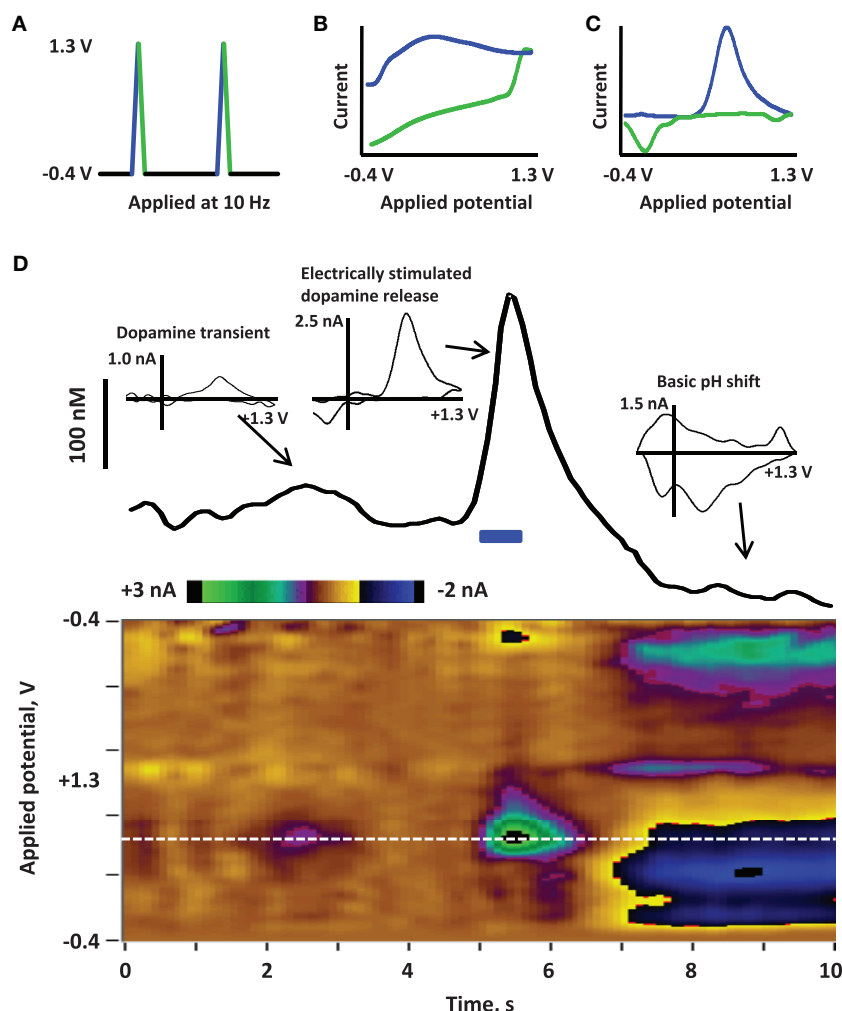 A
1.3 V
-0.4 V
Applied at 10 Hz
B
Current
-0.4 V
1.3 V
Applied potential
C
Current
-0.4 V
1.3 V
Applied potential
D
Electrically stimulated
dopamine release
2.5 nA
+1.3 V
Dopamine transient
1.0 nA
+1.3 V
Basic pH shift
1.5 nA
+1.3 V
100 nM
+3 nA
-2 nA
-0.4
+1.3
-0.4
Applied potential, V
0
2
4
6
8
10
Time, s